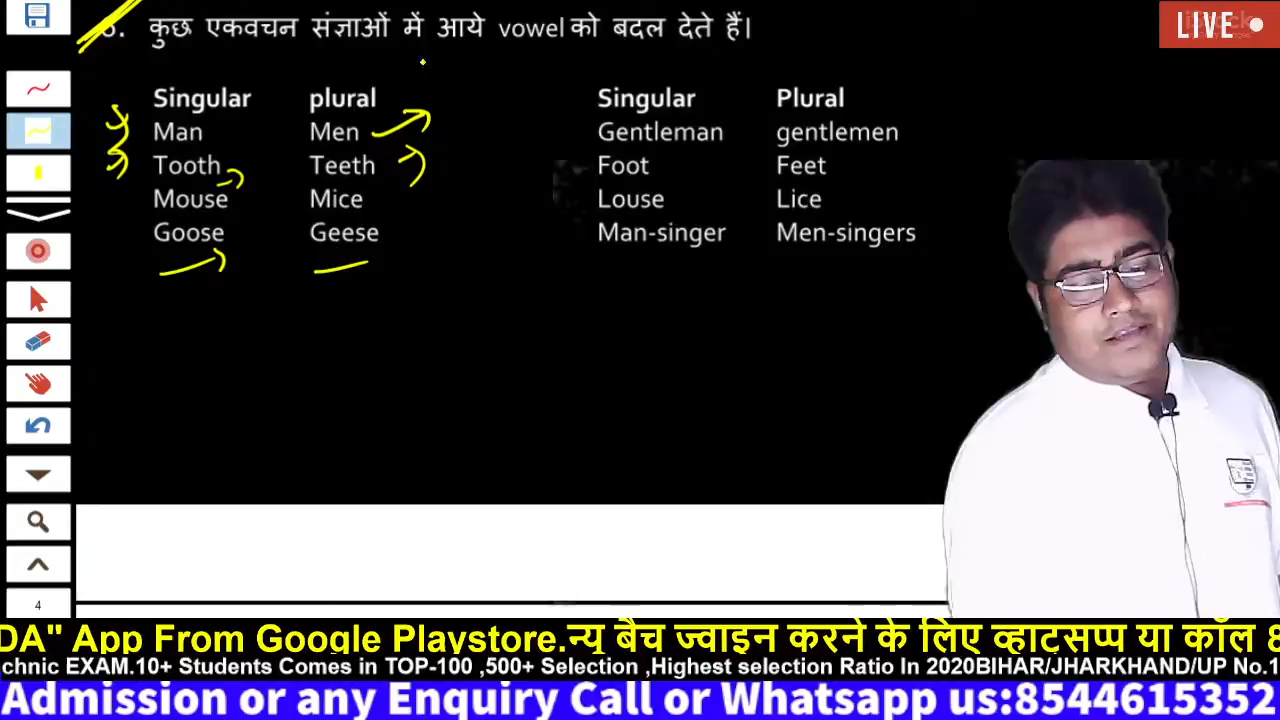 कुछ एकवचन संज्ञाओं में आये vowel को बदल देते हैं।
LIVE
Singular plural Singular Plural
Man Men Gentleman gentlemen
Tooth Teeth Foot Feet
Mouse Mice Louse Lice
Goose Geese Man-singer Men-singers
4
DA" App From Google Playstore.न्यू बैच ज्वाइन करने के लिए व्हाट्सप्प या कॉल 8
chnic EXAM.10+ Students Comes in TOP-100 ,500+ Selection ,Highest selection Ratio In 2020BIHAR/JHARKHAND/UP No.1
Admission or any Enquiry Call or Whatsapp us:8544615352